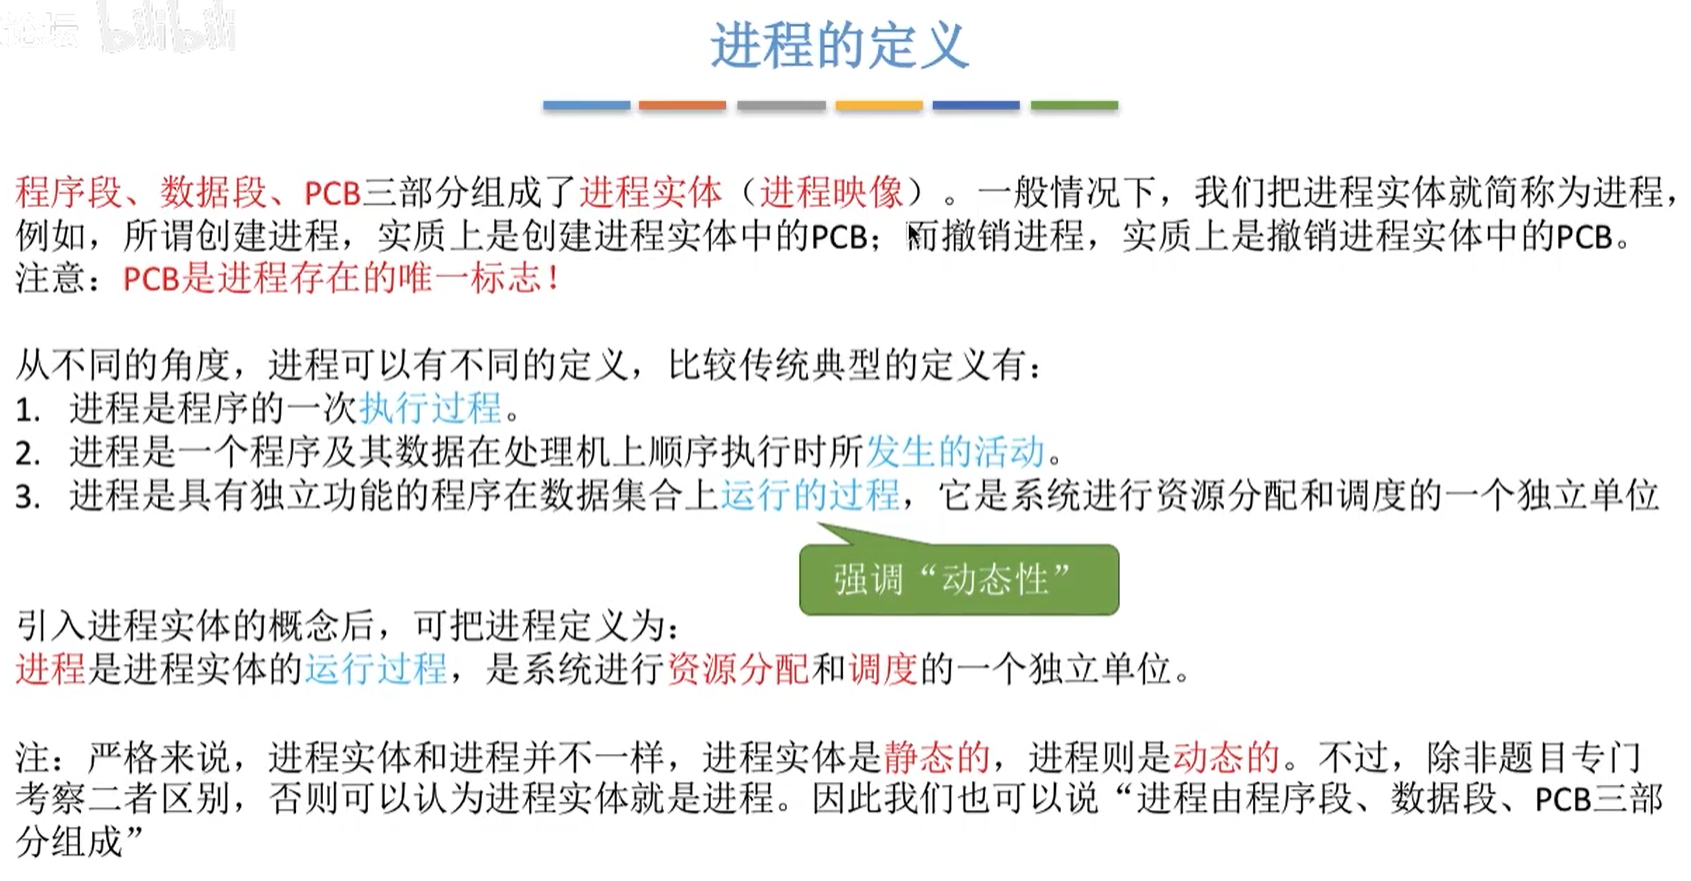 论坛 bilibili
进程的定义
程序段、数据段、PCB三部分组成了进程实体（进程映像）。一般情况下，我们把进程实体就简称为进程，
例如，所谓创建进程，实质上是创建进程实体中的PCB；而撤销进程，实质上是撤销进程实体中的PCB。
注意：PCB是进程存在的唯一标志！
从不同的角度，进程可以有不同的定义，比较传统典型的定义有：
1. 进程是程序的一次执行过程。
2. 进程是一个程序及其数据在处理机上顺序执行时所发生的活动。
3. 进程是具有独立功能的程序在数据集合上运行的过程，它是系统进行资源分配和调度的一个独立单位
强调“动态性”
引入进程实体的概念后，可把进程定义为：
进程是进程实体的运行过程，是系统进行资源分配和调度的一个独立单位。
注：严格来说，进程实体和进程并不一样，进程实体是静态的，进程则是动态的。不过，除非题目专门
考察二者区别，否则可以认为进程实体就是进程。因此我们也可以说“进程由程序段、数据段、PCB三部
分组成”